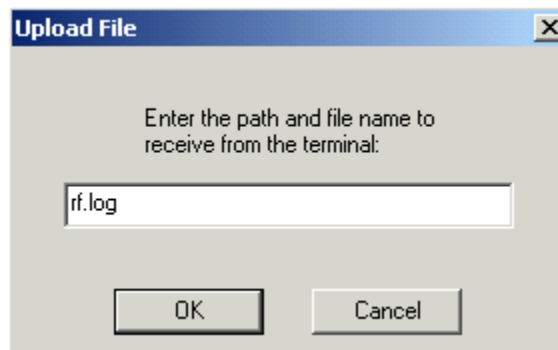 Upload File
Enter the path and file name to
receive from the terminal:
rf.log
OK Cancel